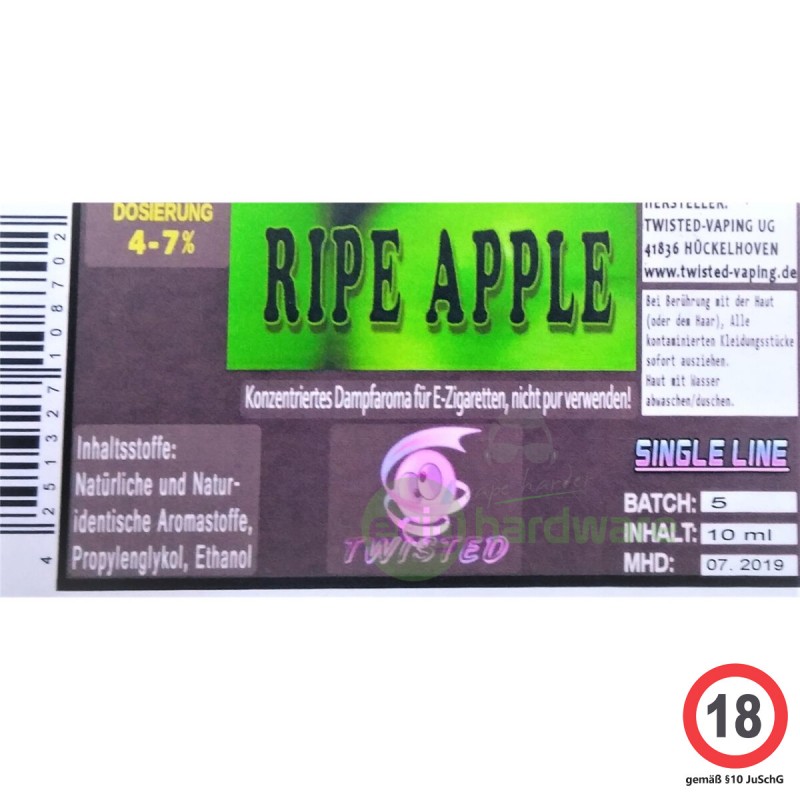 DOSIERUNG
4-7%
RIPE APPLE
HERSTELLER:
TWISTED-VAPING UG
41836 HÜCKELHOVEN
www.twisted-vaping.de
Bei Berührung mit der Haut
(oder dem Haar), Alle
kontaminierten Kleidungsstücke
sofort ausziehen.
Haut mit Wasser
abwaschen/duschen.
Konzentriertes Dampfaroma für E-Zigaretten, nicht pur verwenden!
Inhaltsstoffe:
Natürliche und Natur-
identische Aromastoffe,
Propylenglykol, Ethanol
TWISTED
hardware
SINGLE LINE
BATCH: 5
INHALT: 10 ml
MHD: 07. 2019
4 251327 108702
18
gemäß §10 JuSchG